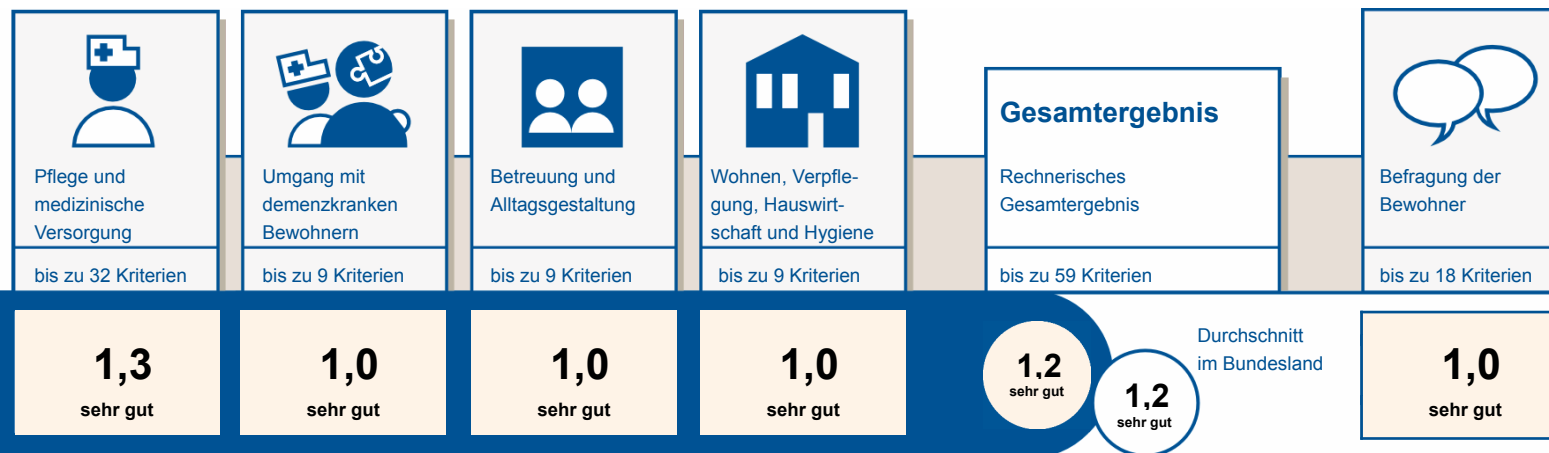 Pflege und
medizinische
Versorgung
bis zu 32 Kriterien
1,3
sehr gut
Umgang mit
demenzkranken
Bewohnern
bis zu 9 Kriterien
1,0
sehr gut
Betreuung und
Alltagsgestaltung
bis zu 9 Kriterien
1,0
sehr gut
Wohnen, Verpfle-
gung, Hauswirt-
schaft und Hygiene
bis zu 9 Kriterien
1,0
sehr gut
Gesamtergebnis
Rechnerisches
Gesamtergebnis
bis zu 59 Kriterien
1,2
sehr gut
1,2
sehr gut
Durchschnitt
im Bundesland
Befragung der
Bewohner
bis zu 18 Kriterien
1,0
sehr gut